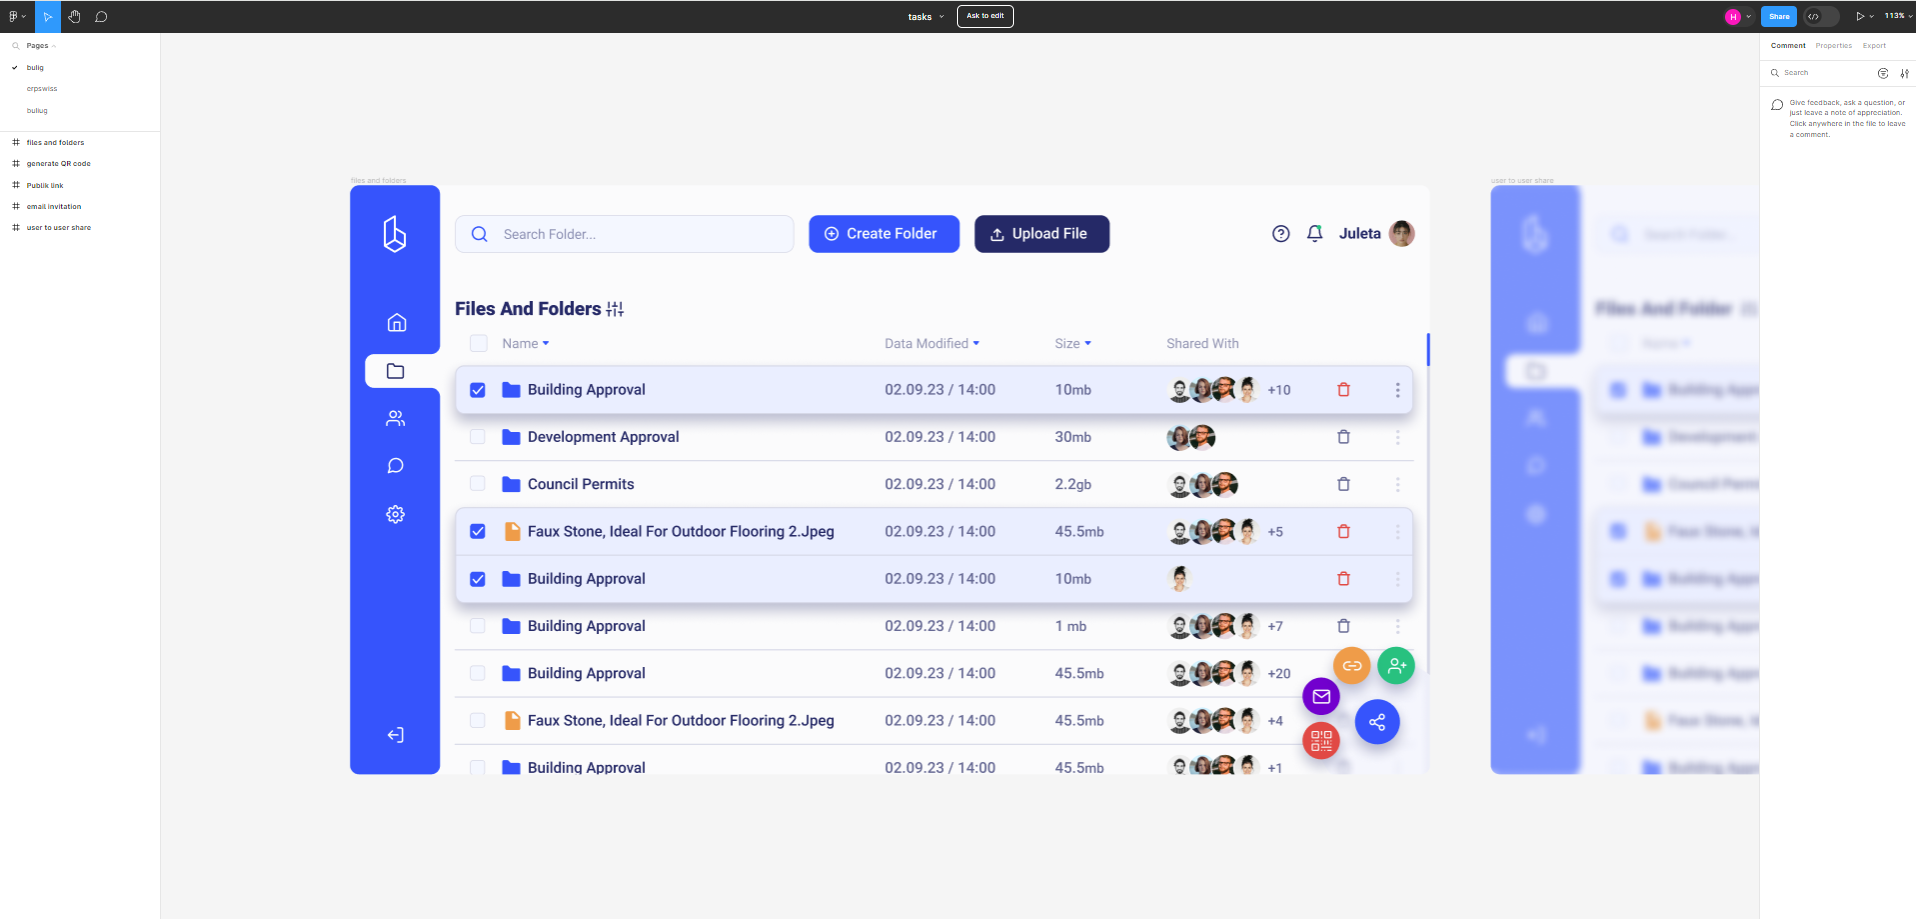 tasks
Ask to edit
H
Share
113%
Pages
bulig
erpswiss
buliug
files and folders
generate QR code
Publik link
email invitation
user to user share
Comment
Properties
Export
Search
Give feedback, ask a question, or
just leave a note of appreciation.
Click anywhere in the file to leave
a comment.
files and folders
Search Folder...
Create Folder
Upload File
Juleta
Files And Folders
Name
Data Modified
Size
Shared With
Building Approval 02.09.23 / 14:00 10mb +10
Development Approval 02.09.23 / 14:00 30mb
Council Permits 02.09.23 / 14:00 2.2gb
Faux Stone, Ideal For Outdoor Flooring 2.Jpeg 02.09.23 / 14:00 45.5mb +5
Building Approval 02.09.23 / 14:00 10mb
Building Approval 02.09.23 / 14:00 1 mb +7
Building Approval 02.09.23 / 14:00 45.5mb +20
Faux Stone, Ideal For Outdoor Flooring 2.Jpeg 02.09.23 / 14:00 45.5mb +4
Building Approval 02.09.23 / 14:00 45.5mb +1
user to user share
Search Folder...
Files And Folder
Name
Building Appro
Development
Council Perm
Faux Stone, Id
Building Appro
Building Appro
Building Appro
Faux Stone, Id
Building Appro